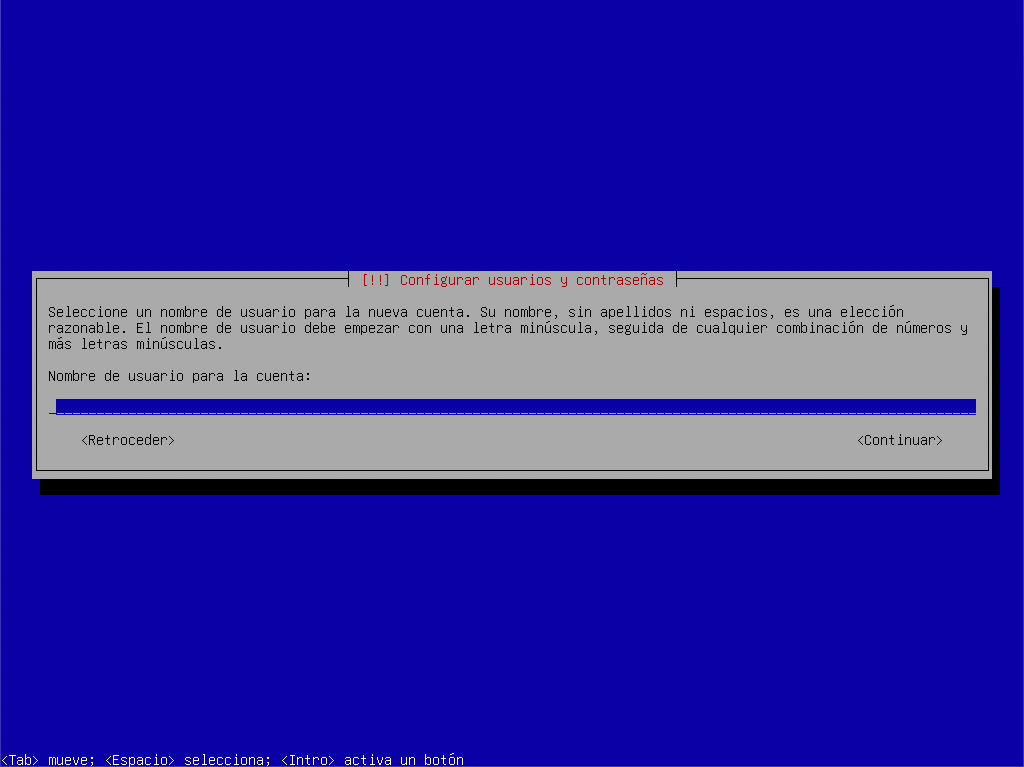 [!!] Configurar usuarios y contraseñas
Seleccione un nombre de usuario para la nueva cuenta. Su nombre, sin apellidos ni espacios, es una elección
razonable. El nombre de usuario debe empezar con una letra minúscula, seguida de cualquier combinación de números y
más letras minúsculas.
Nombre de usuario para la cuenta:
<Retroceder> <Continuar>
<Tab> mueve; <Espacio> selecciona; <Intro> activa un botón